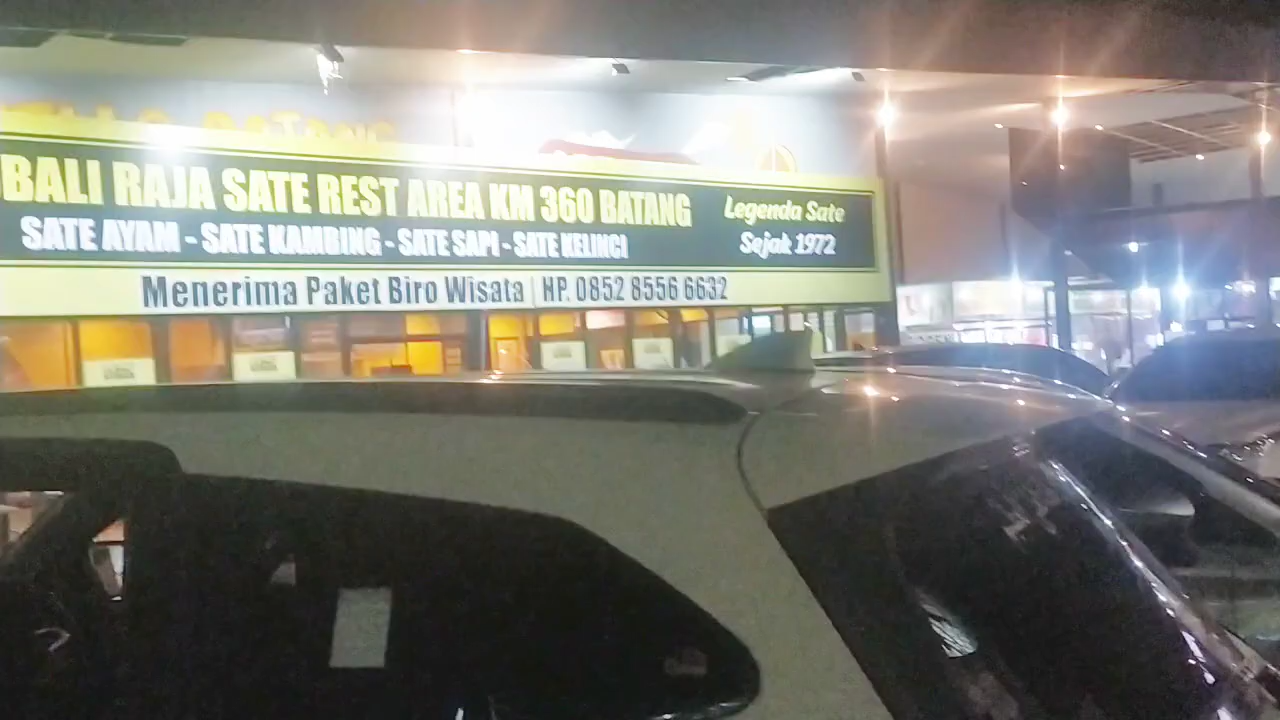 BALI RAJA SATE REST AREA KM 360 BATANG
SATE AYAM - SATE KAMBING - SATE SAPI - SATE KELINCI
Legenda Sate
Sejak 1972
Menerima Paket Biro Wisata | HP. 0852 8556 6632